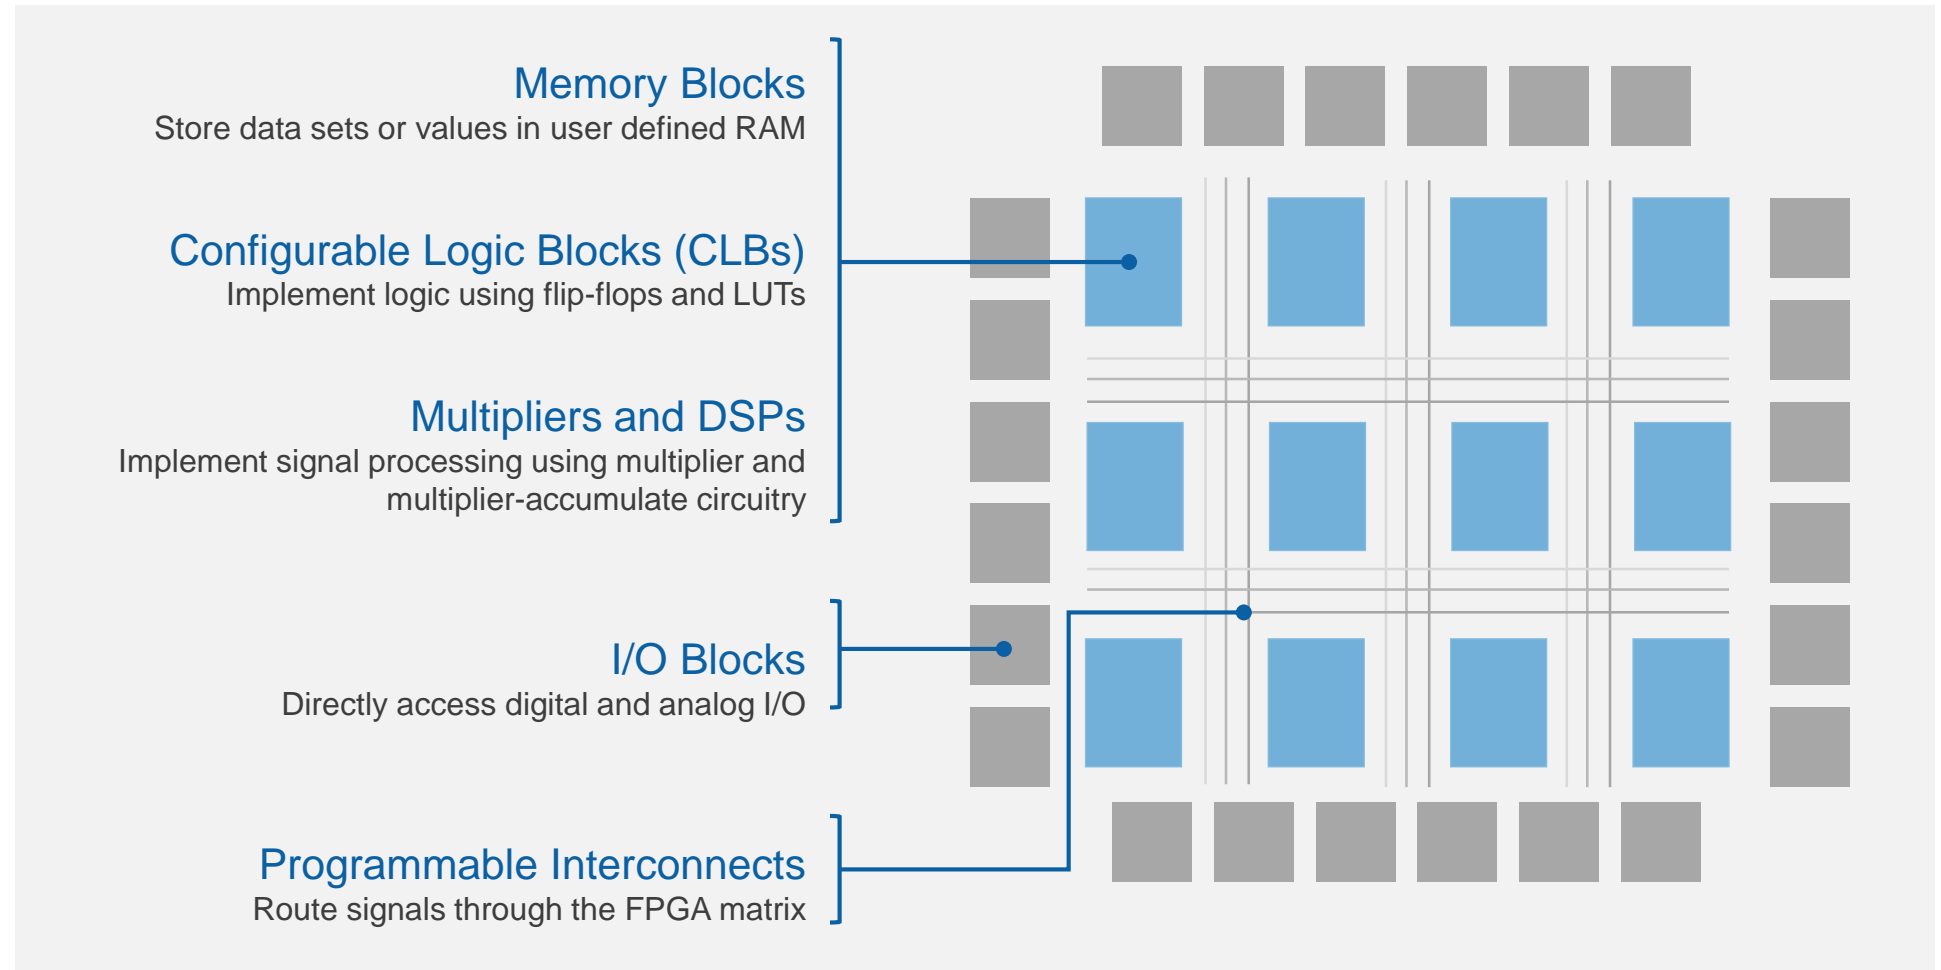 Memory Blocks
Store data sets or values in user defined RAM
Configurable Logic Blocks (CLBs)
Implement logic using flip-flops and LUTs
Multipliers and DSPs
Implement signal processing using multiplier and
multiplier-accumulate circuitry
I/O Blocks
Directly access digital and analog I/O
Programmable Interconnects
Route signals through the FPGA matrix